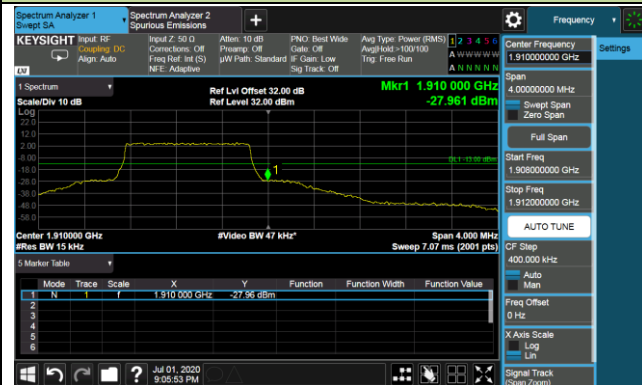 Spectrum Analyzer 1
Swept SA
Spectrum Analyzer 2
Spurious Emissions
+
Frequency
KEYSIGHT
Input: RF
Coupling: DC
Align: Auto
Input Z: 50 Ω
Corrections: Off
Freq Ref: Int (S)
NFE: Adaptive
Atten: 10 dB
Preamp: Off
µW Path: Standard
PNO: Best Wide
Gate: Off
IF Gain: Low
Sig Track: Off
Avg Type: Power (RMS)
Avg|Hold:>100/100
Trig: Free Run
1 2 3 4 5 6
A W W W W W
A N N N N N
LXI
1 Spectrum
Scale/Div 10 dB
Ref Lvl Offset 32.00 dB
Ref Level 32.00 dBm
Mkr1 1.910 000 GHz
-27.961 dBm
Log
22.0
12.0
2.00
-8.00
-18.0
-28.0
-38.0
-48.0
-58.0
DL1 -13.00 dBm
1
Center 1.910000 GHz
#Res BW 15 kHz
#Video BW 47 kHz*
Span 4.000 MHz
Sweep 7.07 ms (2001 pts)
5 Marker Table
Mode Trace Scale X Y Function Function Width Function Value
1 N 1 f 1.910 000 GHz -27.96 dBm
2
3
4
5
6
Jul 01, 2020
9:05:53 PM
Center Frequency
1.910000000 GHz
Settings
Span
4.00000000 MHz
Swept Span
Zero Span
Full Span
Start Freq
1.908000000 GHz
Stop Freq
1.912000000 GHz
AUTO TUNE
CF Step
400.000 kHz
Auto
Man
Freq Offset
0 Hz
X Axis Scale
Log
Lin
Signal Track
(Span Zoom)